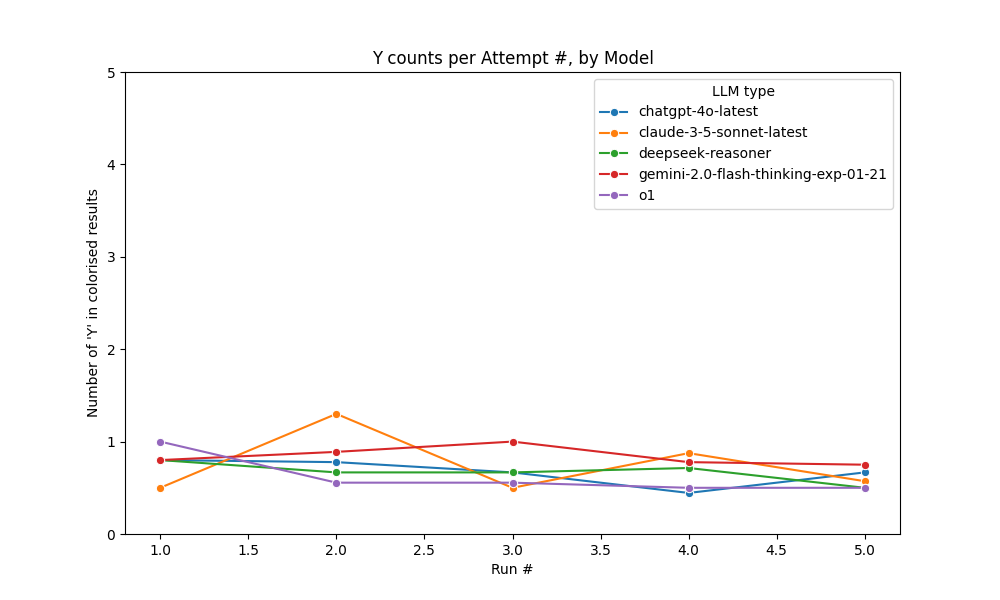 Y counts per Attempt #, by Model
LLM type
chatgpt-4o-latest
claude-3-5-sonnet-latest
deepseek-reasoner
gemini-2.0-flash-thinking-exp-01-21
o1
Number of 'Y' in colorised results
5
4
3
2
1
0
1.0 1.5 2.0 2.5 3.0 3.5 4.0 4.5 5.0
Run #